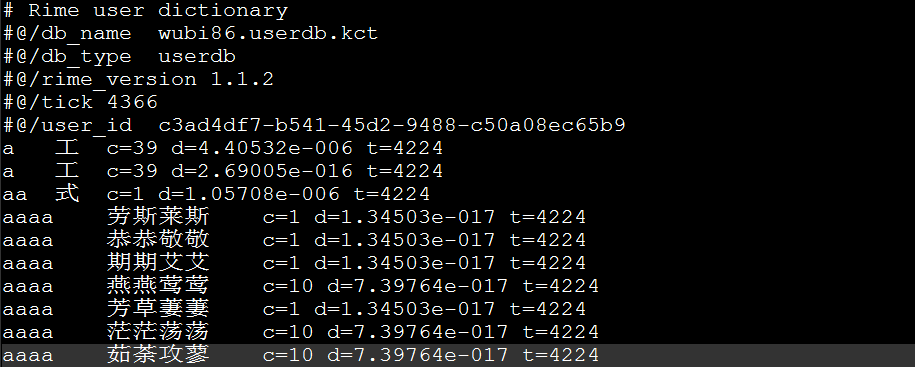 # Rime user dictionary
#@/db_name	wubi86.userdb.kct
#@/db_type	userdb
#@/rime_version	1.1.2
#@/tick	4366
#@/user_id	c3ad4df7-b541-45d2-9488-c50a08ec65b9
a	工	c=39 d=4.40532e-006 t=4224
a	工	c=39 d=2.69005e-016 t=4224
aa	式	c=1 d=1.05708e-006 t=4224
aaaa	劳斯莱斯	c=1 d=1.34503e-017 t=4224
aaaa	恭恭敬敬	c=1 d=1.34503e-017 t=4224
aaaa	期期艾艾	c=1 d=1.34503e-017 t=4224
aaaa	燕燕莺莺	c=10 d=7.39764e-017 t=4224
aaaa	芳草萋萋	c=1 d=1.34503e-017 t=4224
aaaa	茫茫荡荡	c=10 d=7.39764e-017 t=4224
aaaa	茹荼攻蓼	c=10 d=7.39764e-017 t=4224